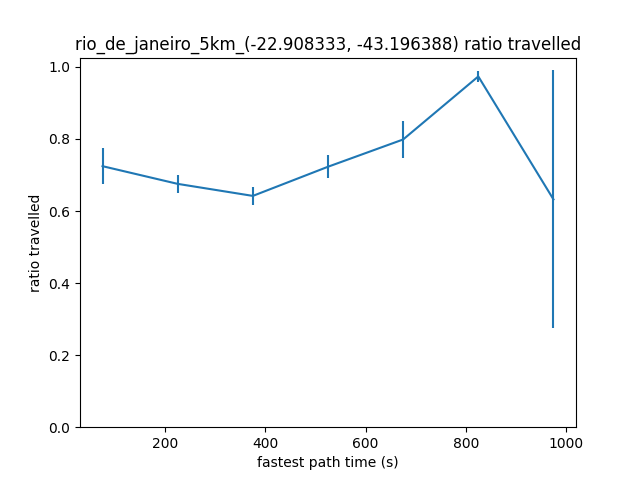 rio_de_janeiro_5km_(-22.908333, -43.196388) ratio travelled
1.0
0.8
0.6
0.4
0.2
0.0
ratio travelled
200 400 600 800 1000
fastest path time (s)